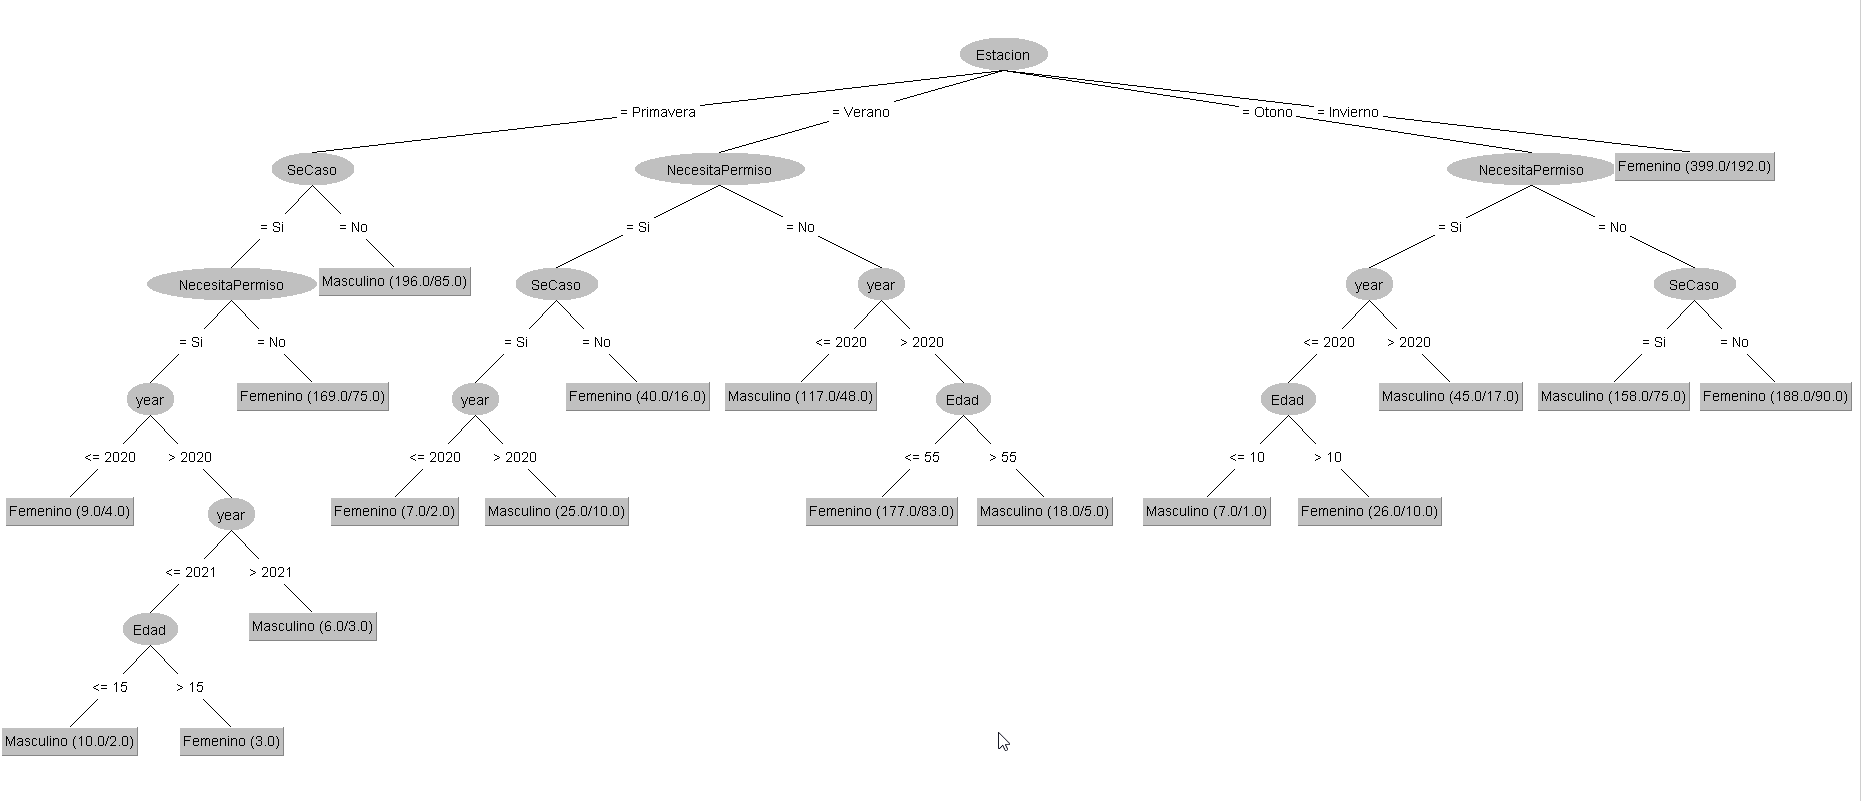 Estacion
= Primavera
= Verano
= Otono
= Invierno
SeCaso
NecesitaPermiso
NecesitaPermiso
Femenino (399.0/192.0)
= Si
= No
= Si
= No
= Si
= No
NecesitaPermiso
Masculino (196.0/85.0)
SeCaso
year
year
SeCaso
= Si
= No
= Si
= No
<= 2020
> 2020
<= 2020
> 2020
= Si
= No
year
Femenino (169.0/75.0)
year
Femenino (40.0/16.0)
Masculino (117.0/48.0)
Edad
Edad
Masculino (45.0/17.0)
Masculino (158.0/75.0)
Femenino (188.0/90.0)
<= 2020
> 2020
<= 2020
> 2020
<= 55
> 55
<= 10
> 10
Femenino (9.0/4.0)
year
Femenino (7.0/2.0)
Masculino (25.0/10.0)
Femenino (177.0/83.0)
Masculino (18.0/5.0)
Masculino (7.0/1.0)
Femenino (26.0/10.0)
<= 2021
> 2021
Edad
Masculino (6.0/3.0)
<= 15
> 15
Masculino (10.0/2.0)
Femenino (3.0)